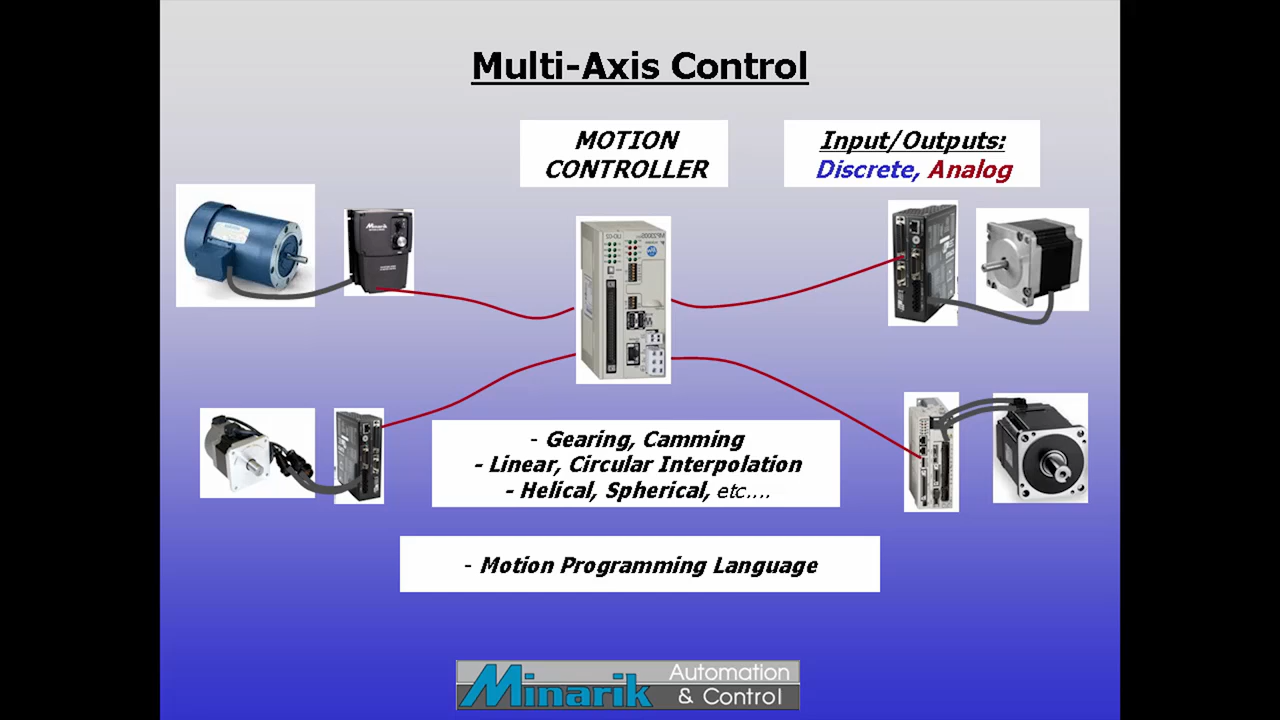 Multi-Axis Control
MOTION
CONTROLLER
Input/Outputs:
Discrete, Analog
Minarik
- Gearing, Camming
- Linear, Circular Interpolation
- Helical, Spherical, etc....
- Motion Programming Language
Minarik
Automation
& Control